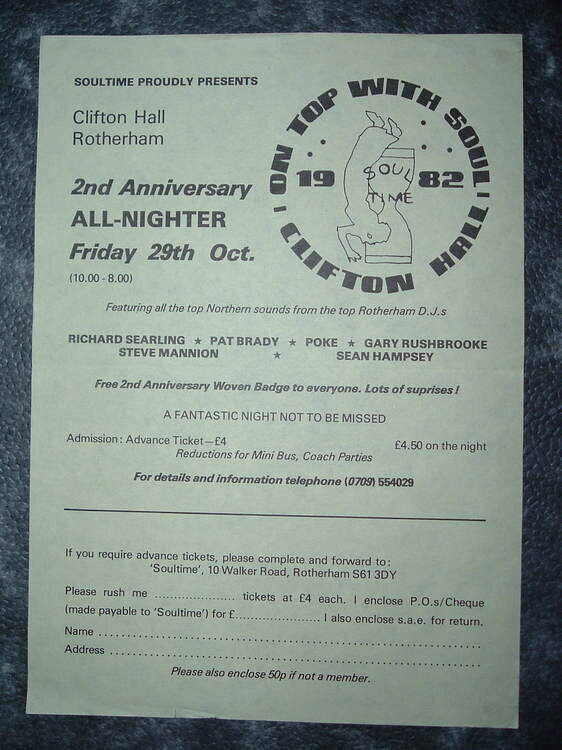 SOULTIME PROUDLY PRESENTS
Clifton Hall
Rotherham
2nd Anniversary
ALL-NIGHTER
Friday 29th Oct.
(10.00 - 8.00)
ON TOP WITH SOUL
19 82
SOUL
TIME
CLIFTON HALL
Featuring all the top Northern sounds from the top Rotherham D.J.s
RICHARD SEARLING ★ PAT BRADY ★ POKE ★ GARY RUSHBROOKE
STEVE MANNION ★ SEAN HAMPSEY
Free 2nd Anniversary Woven Badge to everyone. Lots of suprises!
A FANTASTIC NIGHT NOT TO BE MISSED
Admission: Advance Ticket—£4 £4.50 on the night
Reductions for Mini Bus, Coach Parties
For details and information telephone (0709) 554029
If you require advance tickets, please complete and forward to:
'Soultime', 10 Walker Road, Rotherham S61 3DY
Please rush me .................... tickets at £4 each. I enclose P.O.s/Cheque
(made payable to 'Soultime') for £...................... I also enclose s.a.e. for return.
Name ............................................................
Address ..........................................................
Please also enclose 50p if not a member.